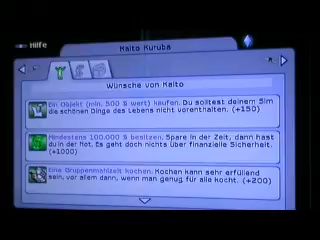 Hilfe
Kaito Kuruba
Wünsche von Kaito
Ein Objekt (min. 500 $ wert) kaufen. Du solltest deinem Sim
die schönen Dinge des Lebens nicht vorenthalten. (+150)
Mindestens 100.000 $ besitzen. Spare in der Zeit, dann hast
du in der Not. Es geht doch nichts über finanzielle Sicherheit.
(+1000)
Eine Gruppenmahlzeit kochen. Kochen kann sehr erfüllend
sein, vor allem dann, wenn man genug für alle kocht. (+200)